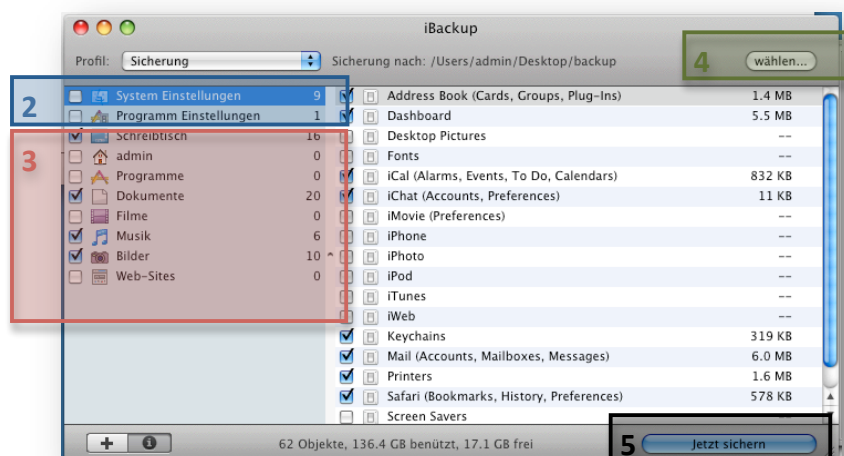 iBackup
Profil: Sicherung Sicherung nach: /Users/admin/Desktop/backup 4 wählen...
2
System Einstellungen 9
Programm Einstellungen 1
3
Schreibtisch 16
admin 0
Programme 0
Dokumente 20
Filme 0
Musik 6
Bilder 10
Web-Sites 0
Address Book (Cards, Groups, Plug-Ins) 1.4 MB
Dashboard 5.5 MB
Desktop Pictures --
Fonts --
iCal (Alarms, Events, To Do, Calendars) 832 KB
iChat (Accounts, Preferences) 11 KB
iMovie (Preferences) --
iPhone --
iPhoto --
iPod --
iTunes --
iWeb --
Keychains 319 KB
Mail (Accounts, Mailboxes, Messages) 6.0 MB
Printers 1.6 MB
Safari (Bookmarks, History, Preferences) 578 KB
Screen Savers --
62 Objekte, 136.4 GB benützt, 17.1 GB frei 5 Jetzt sichern